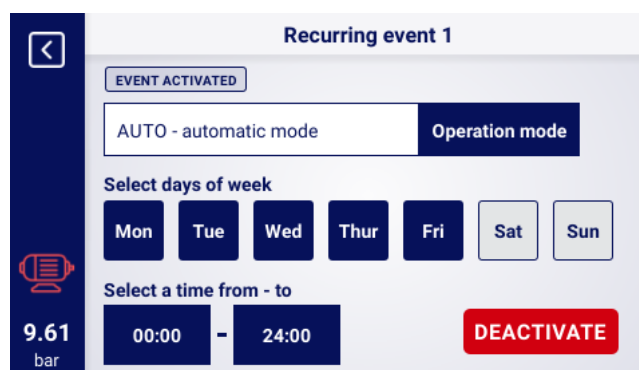 Recurring event 1
EVENT ACTIVATED
AUTO - automatic mode Operation mode
Select days of week
Mon Tue Wed Thur Fri Sat Sun
Select a time from - to
00:00 - 24:00 DEACTIVATE
9.61
bar